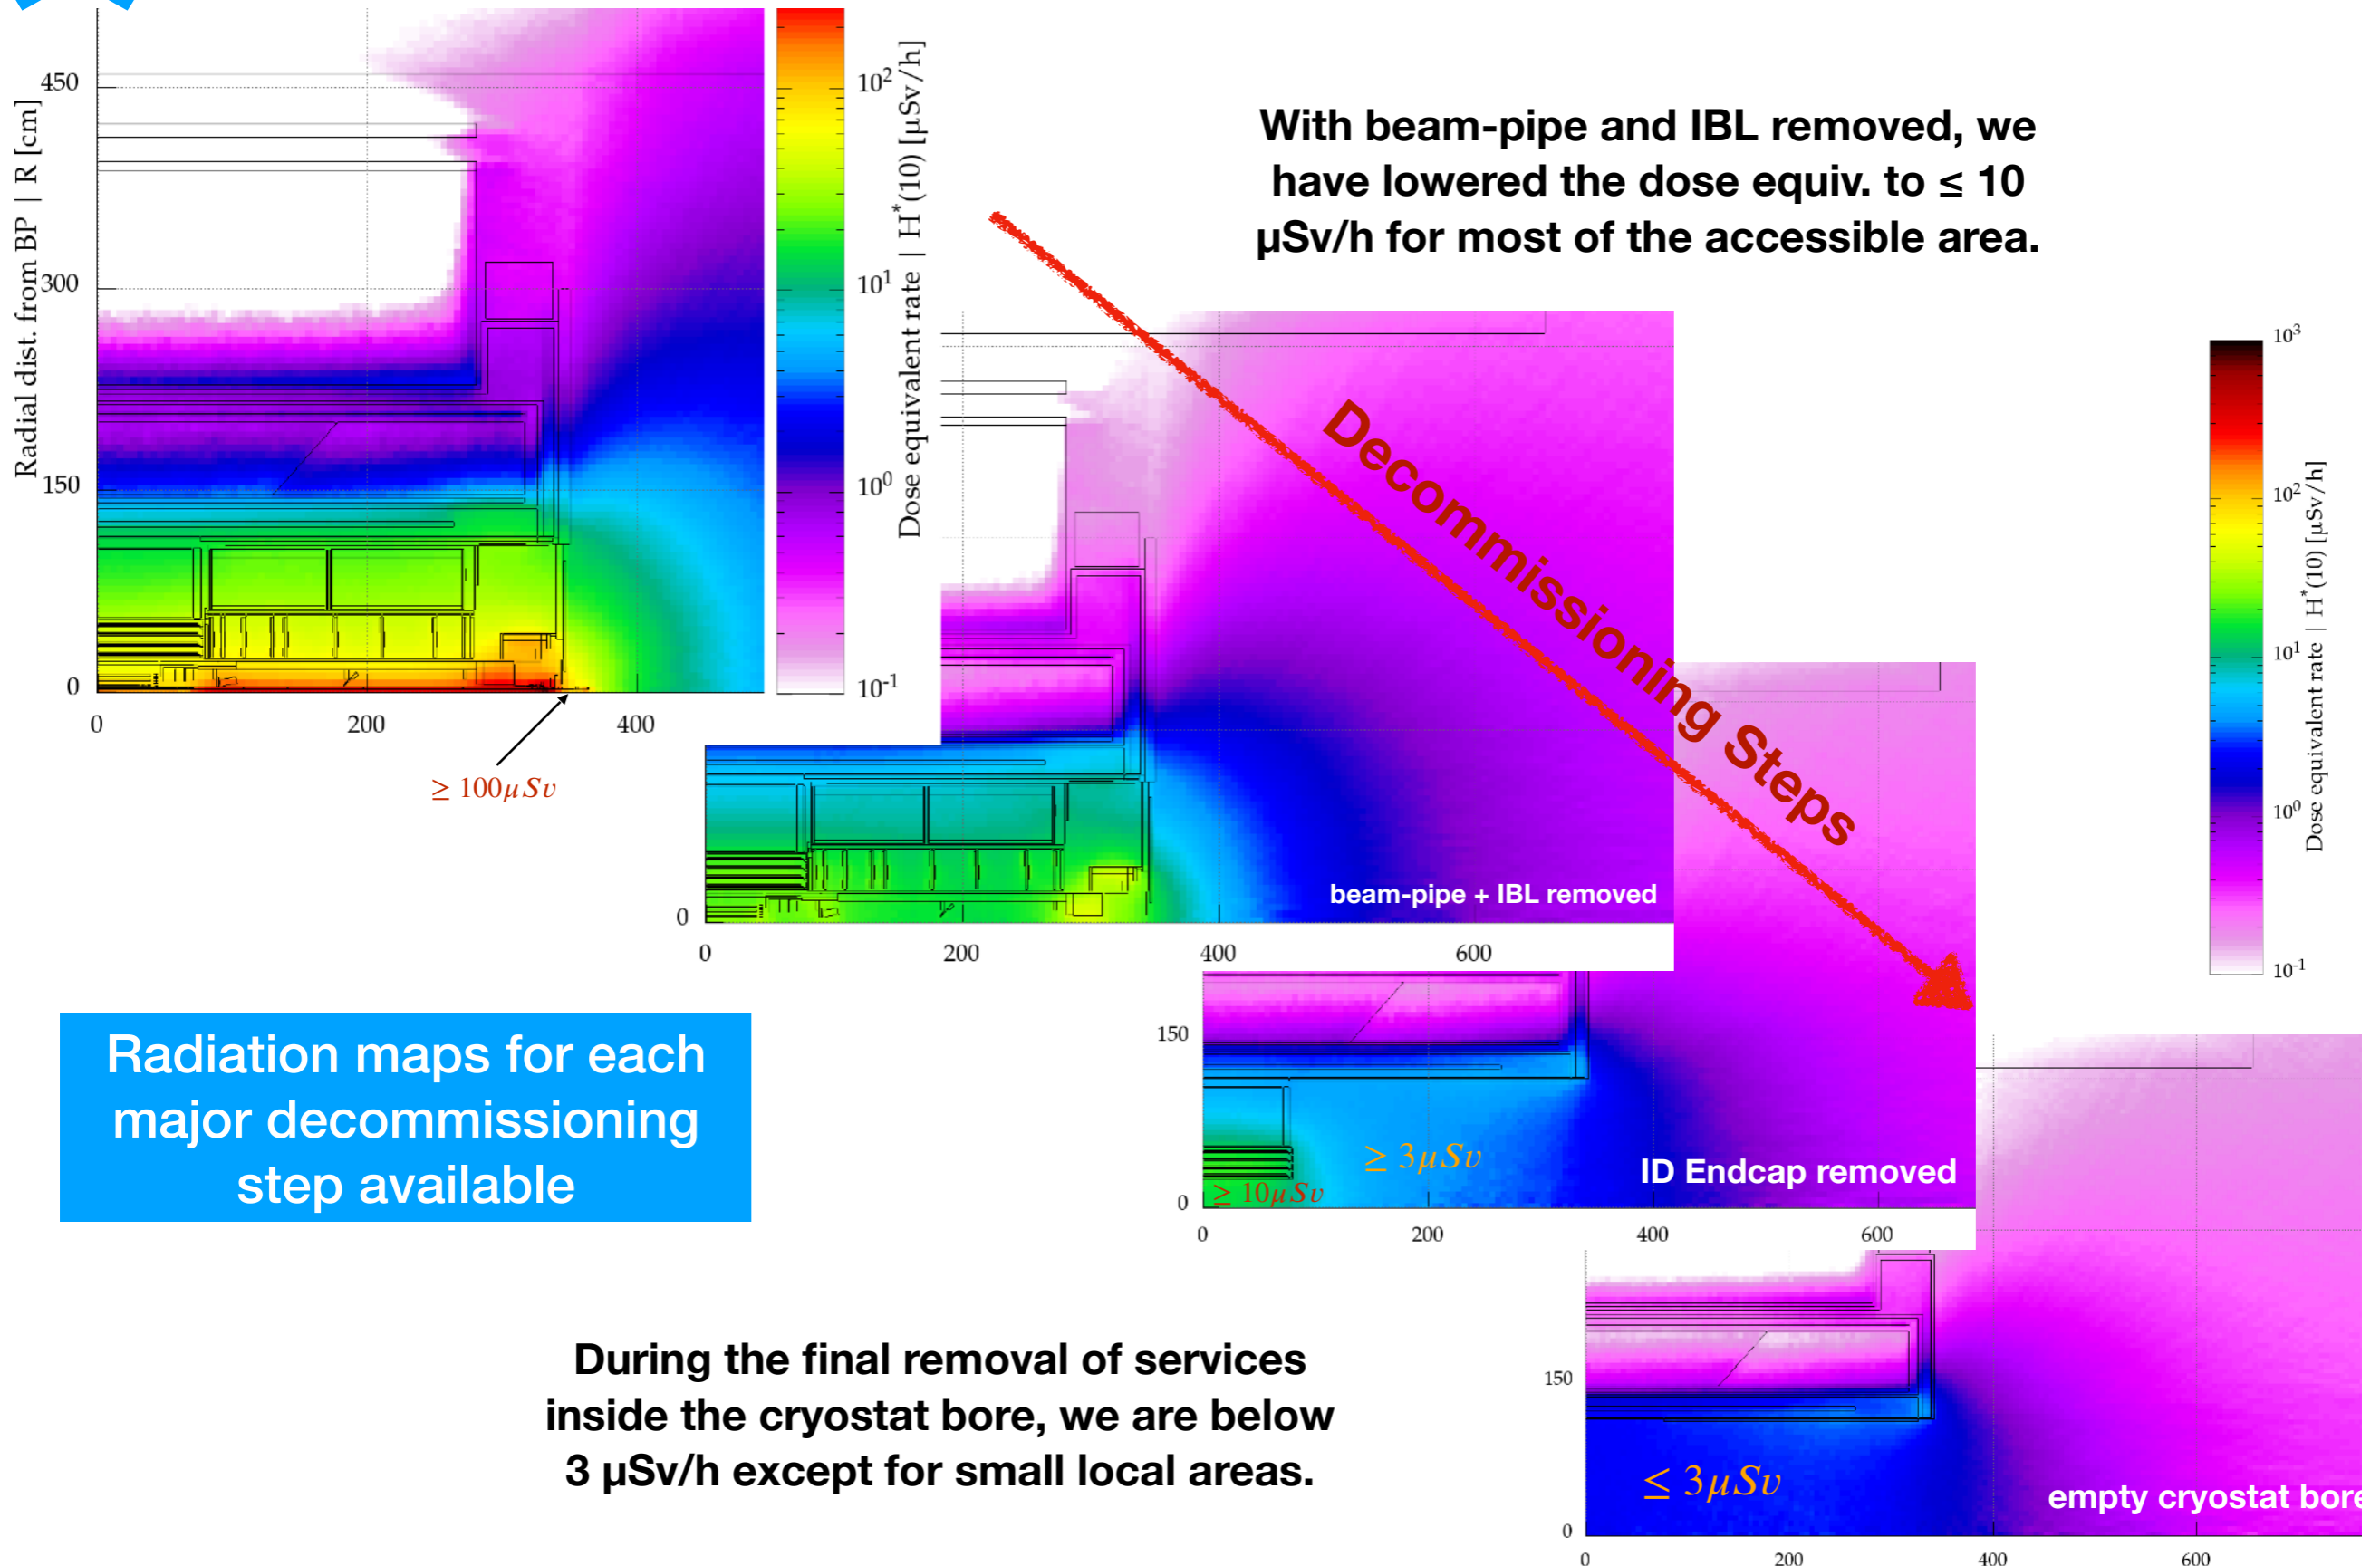 450
300
150
0
Radial dist. from BP | R [cm]
0
200
400
10²
10¹
10⁰
10⁻¹
Dose equivalent rate | H*(10) [µSv/h]
≥ 100µSv
With beam-pipe and IBL removed, we
have lowered the dose equiv. to ≤ 10
µSv/h for most of the accessible area.
Decommissioning Steps
10³
10²
10¹
10⁰
10⁻¹
Dose equivalent rate | H*(10) [µSv/h]
beam-pipe + IBL removed
0
0
200
400
600
Radiation maps for each
major decommissioning
step available
150
0
≥ 3µSv
≥ 10µSv
ID Endcap removed
0
200
400
600
During the final removal of services
inside the cryostat bore, we are below
3 µSv/h except for small local areas.
150
0
≤ 3µSv
empty cryostat bore
0
200
400
600